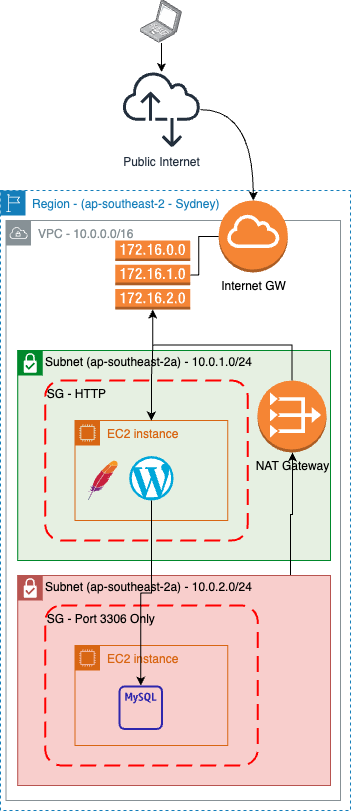 Public Internet
Region - (ap-southeast-2 - Sydney)
VPC - 10.0.0.0/16
172.16.0.0
172.16.1.0
172.16.2.0
Internet GW
Subnet (ap-southeast-2a) - 10.0.1.0/24
SG - HTTP
EC2 instance
W
NAT Gateway
Subnet (ap-southeast-2a) - 10.0.2.0/24
SG - Port 3306 Only
EC2 instance
MySQL